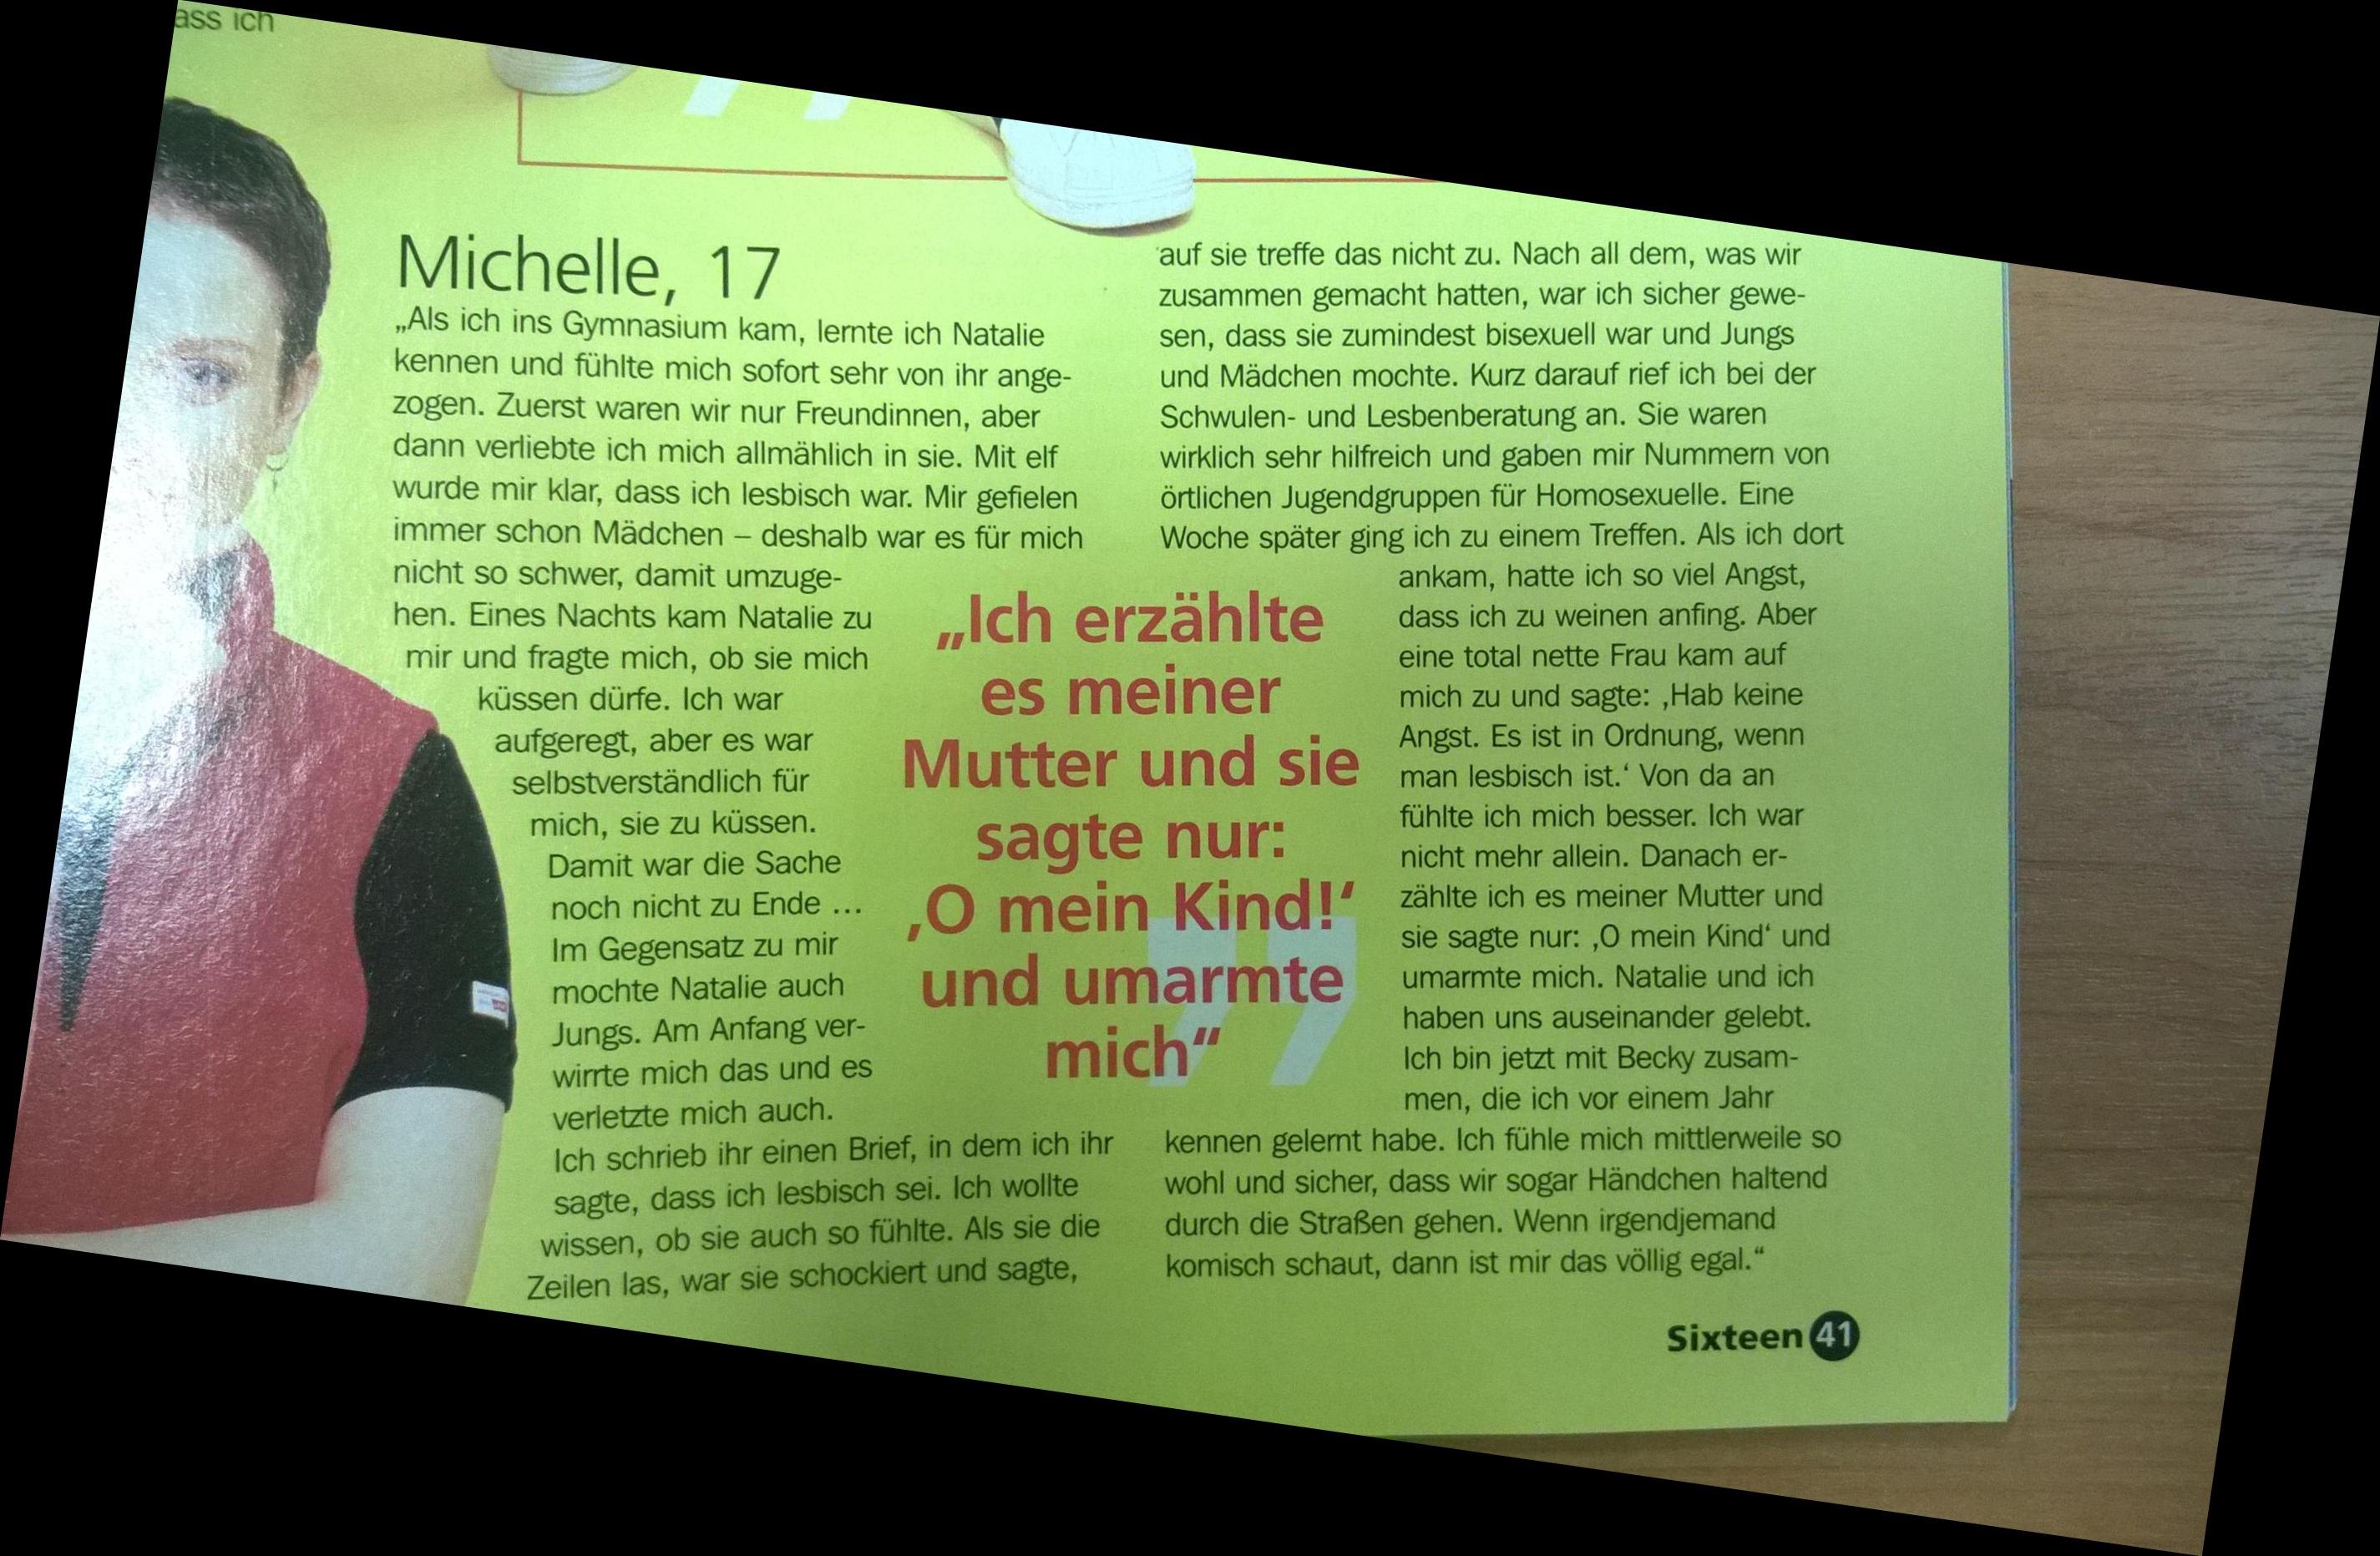 ass ich
Michelle, 17
„Als ich ins Gymnasium kam, lernte ich Natalie
kennen und fühlte mich sofort sehr von ihr ange-
zogen. Zuerst waren wir nur Freundinnen, aber
dann verliebte ich mich allmählich in sie. Mit elf
wurde mir klar, dass ich lesbisch war. Mir gefielen
immer schon Mädchen – deshalb war es für mich
nicht so schwer, damit umzuge-
hen. Eines Nachts kam Natalie zu
mir und fragte mich, ob sie mich
küssen dürfe. Ich war
aufgeregt, aber es war
selbstverständlich für
mich, sie zu küssen.
Damit war die Sache
noch nicht zu Ende ...
Im Gegensatz zu mir
mochte Natalie auch
Jungs. Am Anfang ver-
wirrte mich das und es
verletzte mich auch.
Ich schrieb ihr einen Brief, in dem ich ihr
sagte, dass ich lesbisch sei. Ich wollte
wissen, ob sie auch so fühlte. Als sie die
Zeilen las, war sie schockiert und sagte,
„Ich erzählte
es meiner
Mutter und sie
sagte nur:
‚O mein Kind!‘
und umarmte
mich“
auf sie treffe das nicht zu. Nach all dem, was wir
zusammen gemacht hatten, war ich sicher gewe-
sen, dass sie zumindest bisexuell war und Jungs
und Mädchen mochte. Kurz darauf rief ich bei der
Schwulen- und Lesbenberatung an. Sie waren
wirklich sehr hilfreich und gaben mir Nummern von
örtlichen Jugendgruppen für Homosexuelle. Eine
Woche später ging ich zu einem Treffen. Als ich dort
ankam, hatte ich so viel Angst,
dass ich zu weinen anfing. Aber
eine total nette Frau kam auf
mich zu und sagte: ‚Hab keine
Angst. Es ist in Ordnung, wenn
man lesbisch ist.‘ Von da an
fühlte ich mich besser. Ich war
nicht mehr allein. Danach er-
zählte ich es meiner Mutter und
sie sagte nur: ‚O mein Kind‘ und
umarmte mich. Natalie und ich
haben uns auseinander gelebt.
Ich bin jetzt mit Becky zusam-
men, die ich vor einem Jahr
kennen gelernt habe. Ich fühle mich mittlerweile so
wohl und sicher, dass wir sogar Händchen haltend
durch die Straßen gehen. Wenn irgendjemand
komisch schaut, dann ist mir das völlig egal.“
Sixteen 41